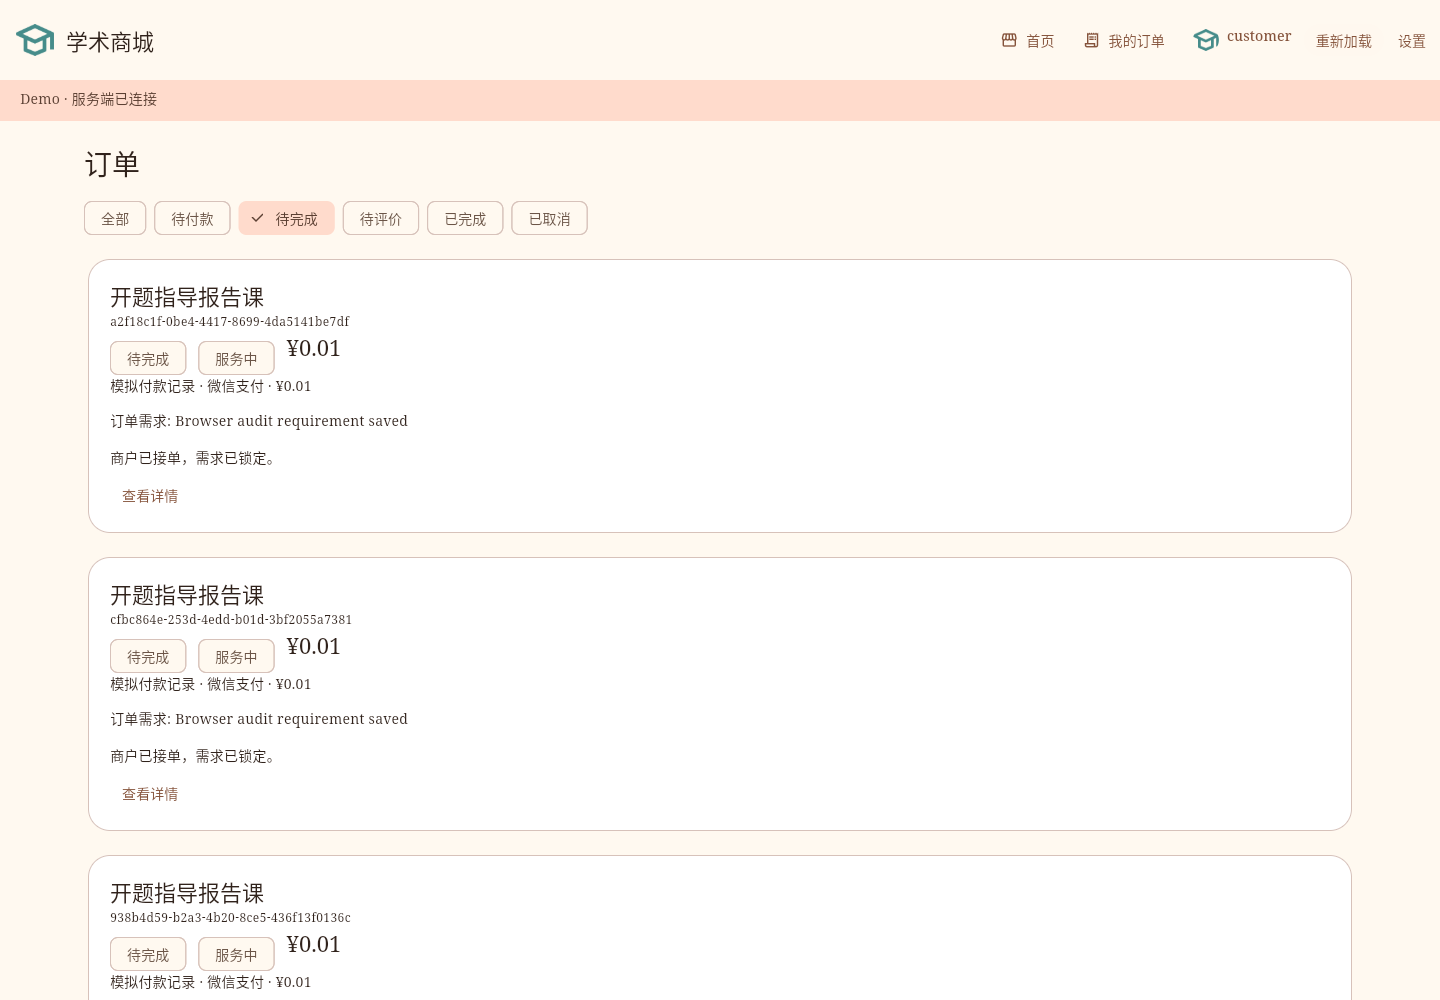 学术商城
首页
我的订单
customer
重新加载
设置
Demo · 服务端已连接
订单
全部
待付款
待完成
待评价
已完成
已取消
开题指导报告课
a2f18c1f-0be4-4417-8699-4da5141be7df
待完成 服务中 ¥0.01
模拟付款记录 · 微信支付 · ¥0.01
订单需求: Browser audit requirement saved
商户已接单，需求已锁定。
查看详情
开题指导报告课
cfbc864e-253d-4edd-b01d-3bf2055a7381
待完成 服务中 ¥0.01
模拟付款记录 · 微信支付 · ¥0.01
订单需求: Browser audit requirement saved
商户已接单，需求已锁定。
查看详情
开题指导报告课
938b4d59-b2a3-4b20-8ce5-436f13f0136c
待完成 服务中 ¥0.01
模拟付款记录 · 微信支付 · ¥0.01